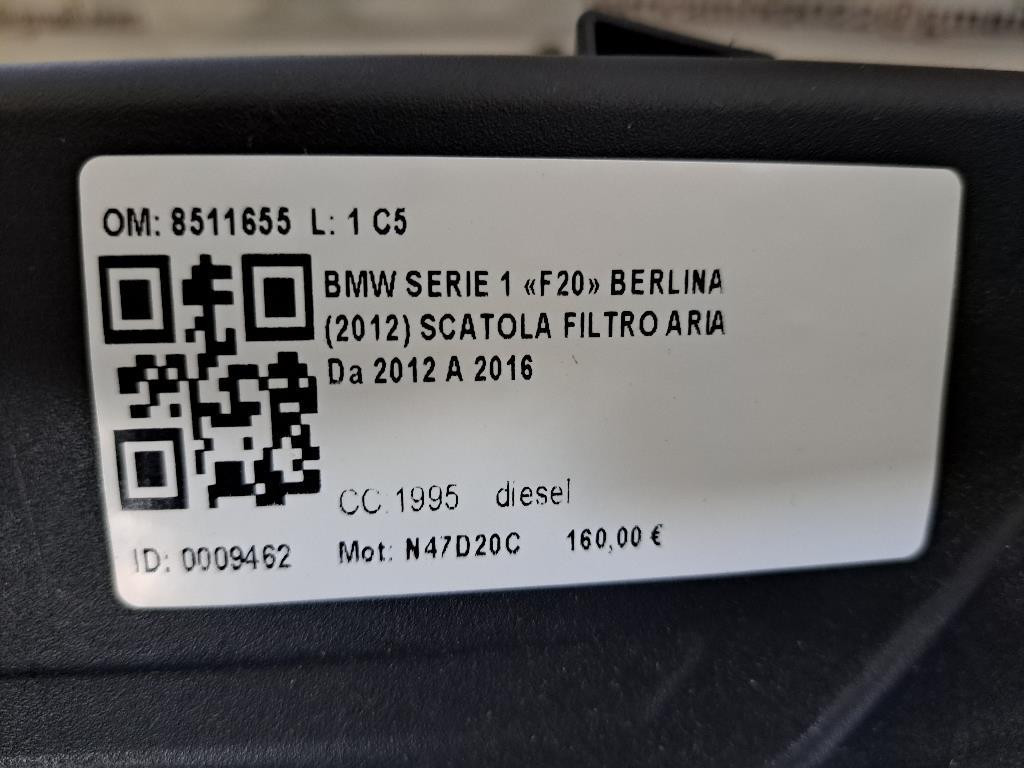 OM: 8511655 L: 1 C5
BMW SERIE 1 «F20» BERLINA
(2012) SCATOLA FILTRO ARIA
Da 2012 A 2016
CC: 1995 diesel
ID: 0009462 Mot: N47D20C 160,00 €